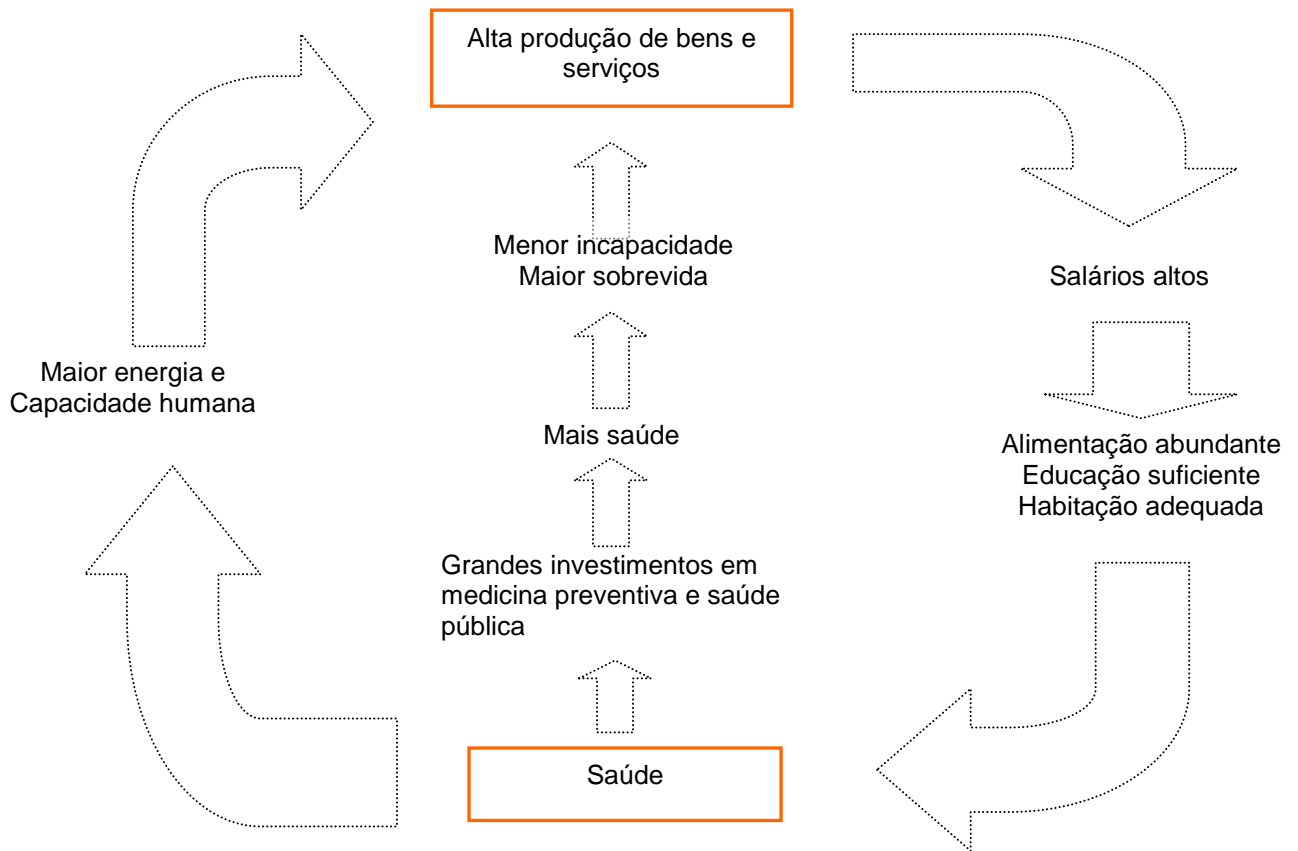 Alta produção de bens e
serviços
Menor incapacidade
Maior sobrevida
Salários altos
Maior energia e
Capacidade humana
Mais saúde
Alimentação abundante
Educação suficiente
Habitação adequada
Grandes investimentos em
medicina preventiva e saúde
pública
Saúde